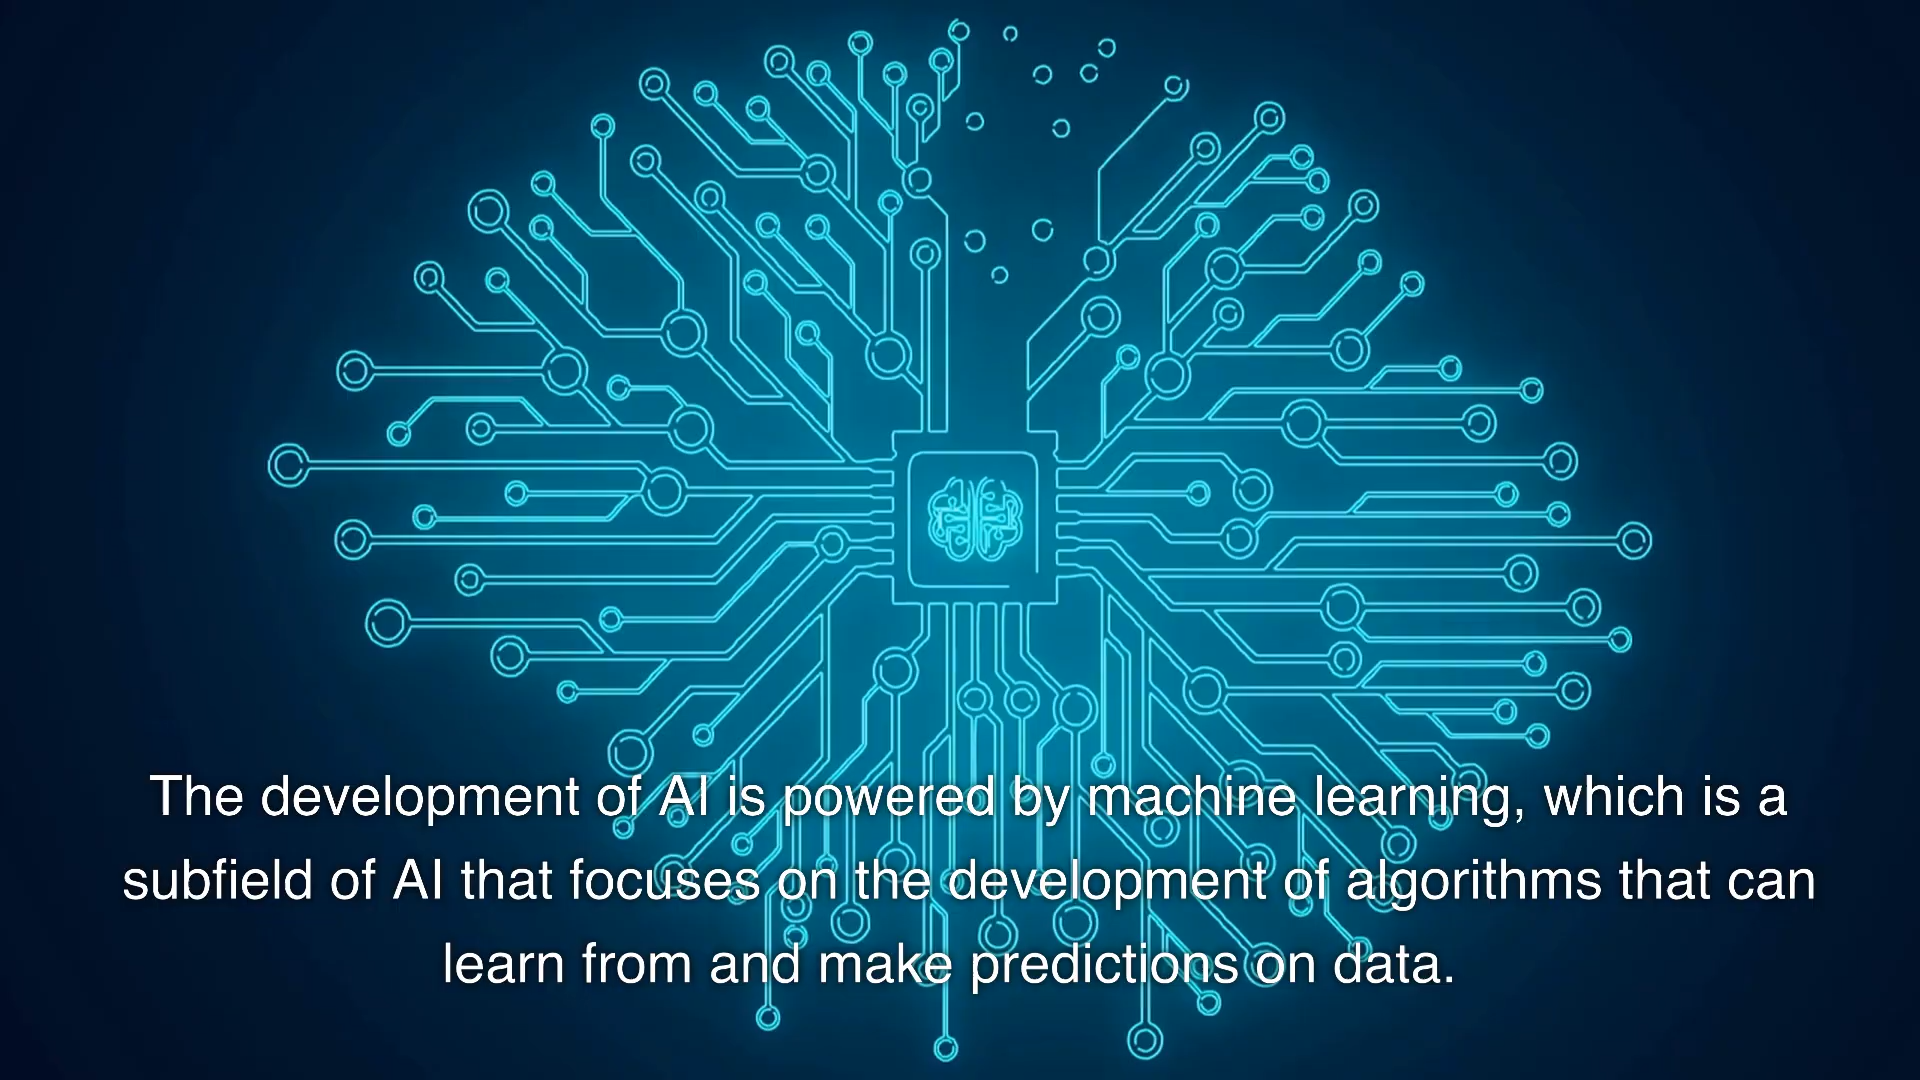 The development of AI is powered by machine learning, which is a
subfield of AI that focuses on the development of algorithms that can
learn from and make predictions on data.